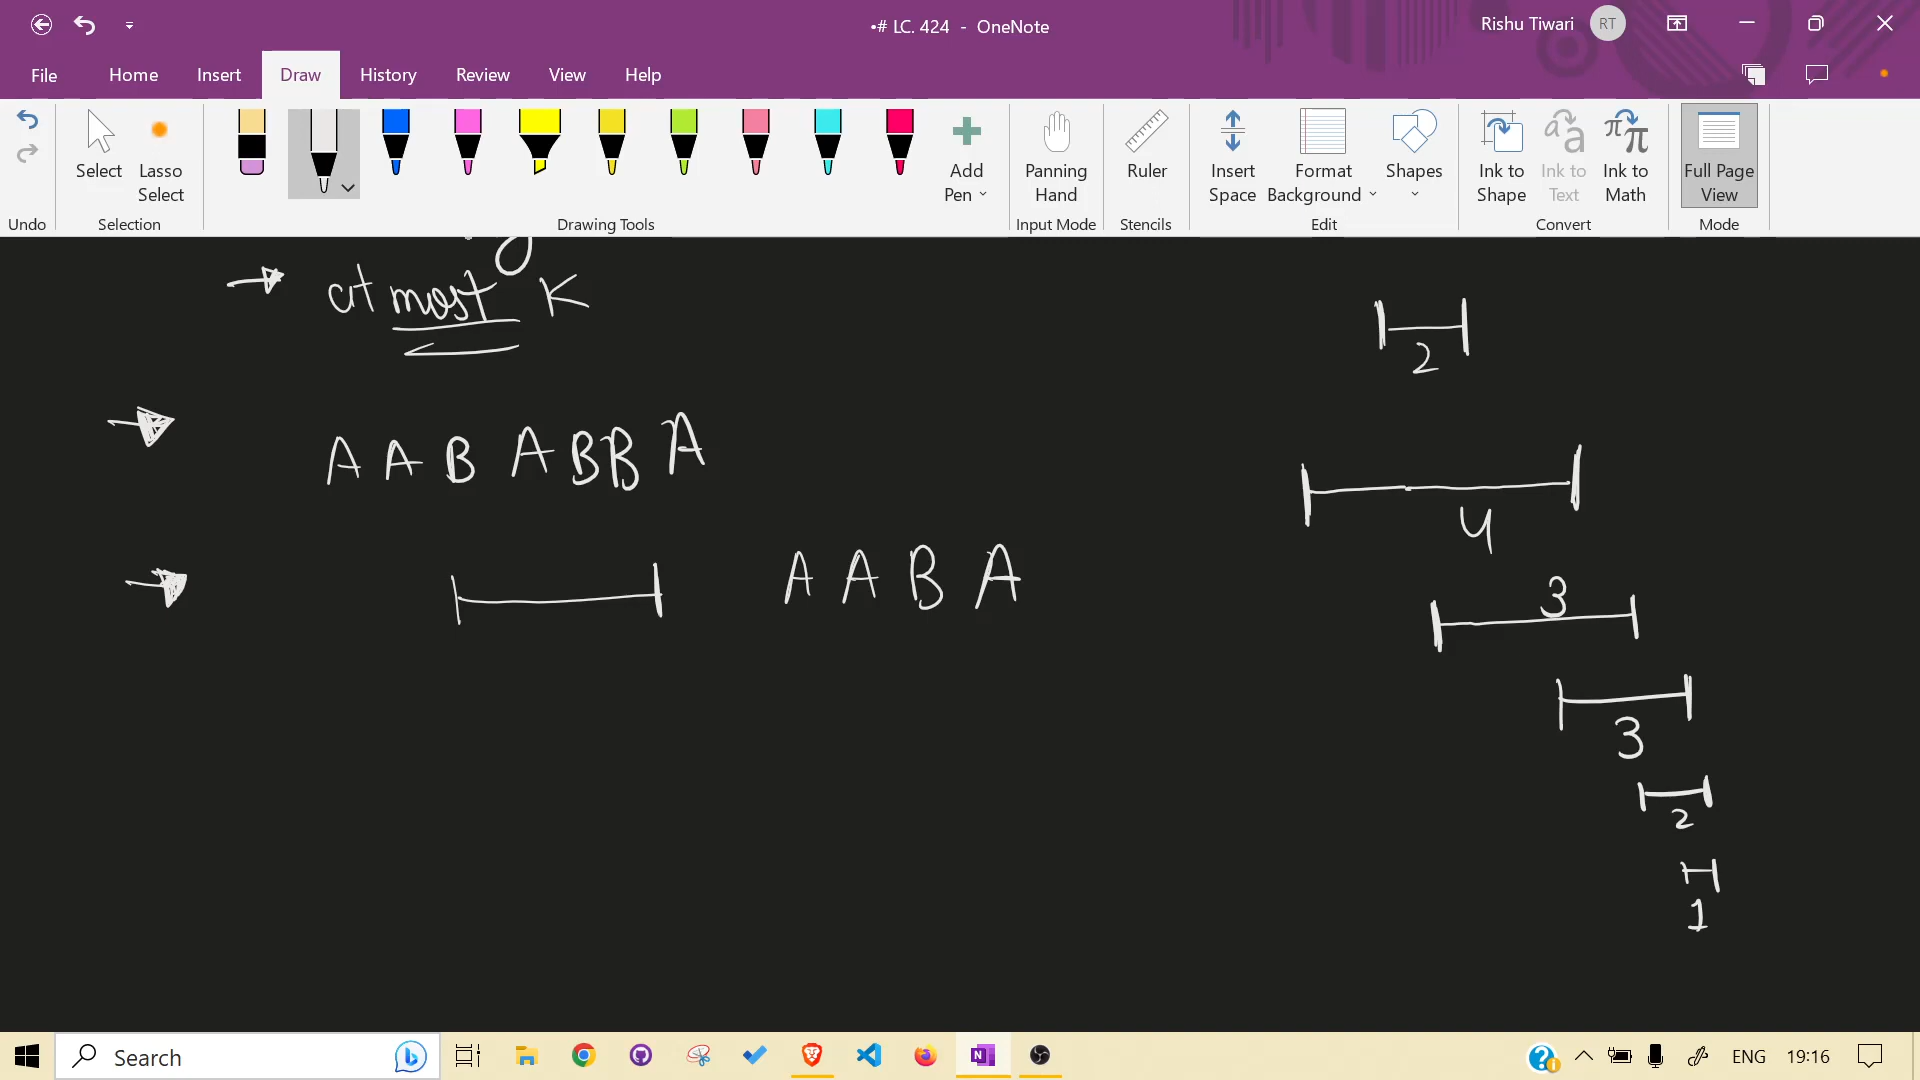 •# LC. 424 - OneNote
Rishu Tiwari RT
File Home Insert Draw History Review View Help
Select Lasso Select Add Pen Panning Hand Ruler Insert Space Format Background Shapes Ink to Shape Ink to Text Ink to Math Full Page View
Undo Selection Drawing Tools Input Mode Stencils Edit Convert Mode
at most K
2
A A B A B B A
4
A A B A
3
3
2
1
Search ENG 19:16